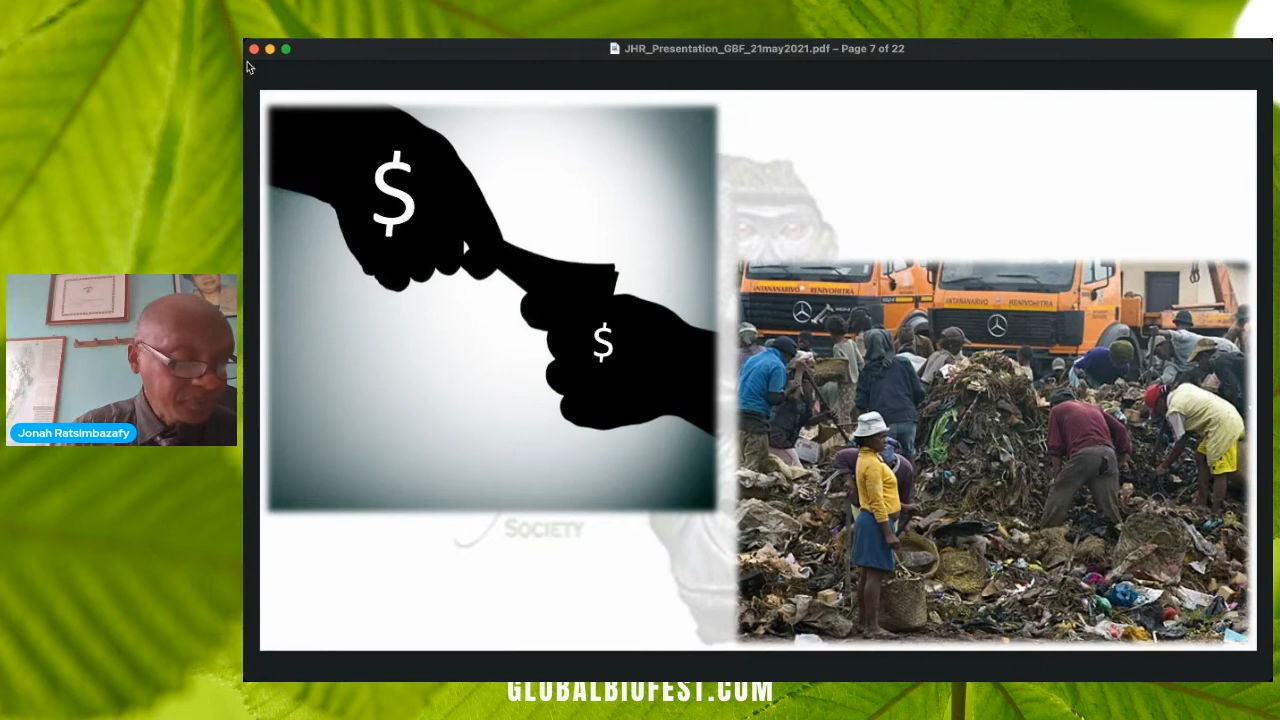 JHR_Presentation_GBF_21may2021.pdf – Page 7 of 22
$
$
ANTANANARIVO RENIVOHITRA
ANTANANARIVO RENIVOHITRA
SOCIETY
Jonah Ratsimbazafy
GLOBALBIOFEST.COM